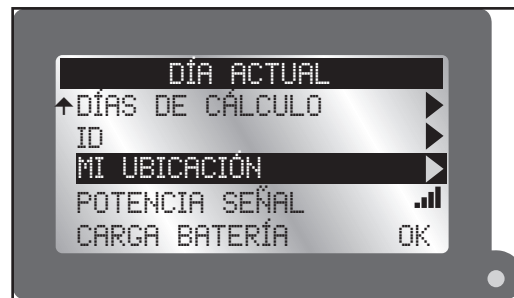 DÍA ACTUAL
DÍAS DE CÁLCULO
ID
MI UBICACIÓN
POTENCIA SEÑAL
CARGA BATERÍA OK